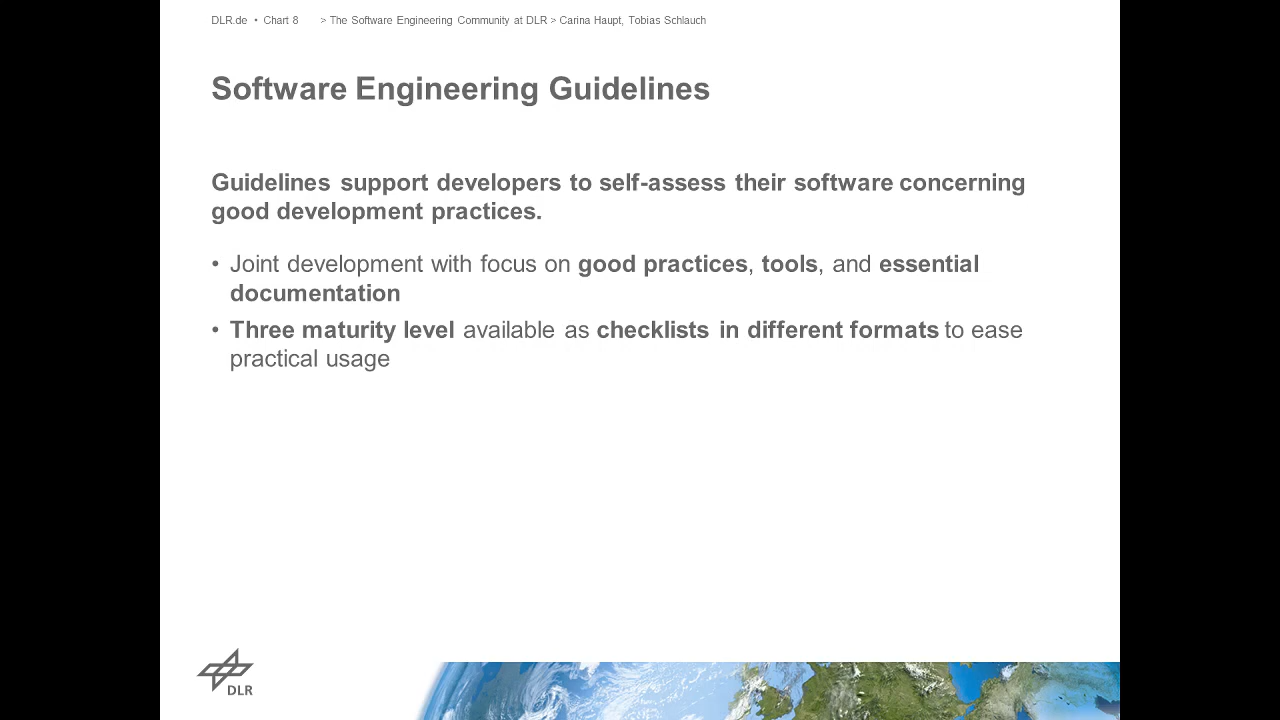 DLR.de • Chart 8 > The Software Engineering Community at DLR > Carina Haupt, Tobias Schlauch
Software Engineering Guidelines
Guidelines support developers to self-assess their software concerning
good development practices.
• Joint development with focus on good practices, tools, and essential
documentation
• Three maturity level available as checklists in different formats to ease
practical usage
DLR